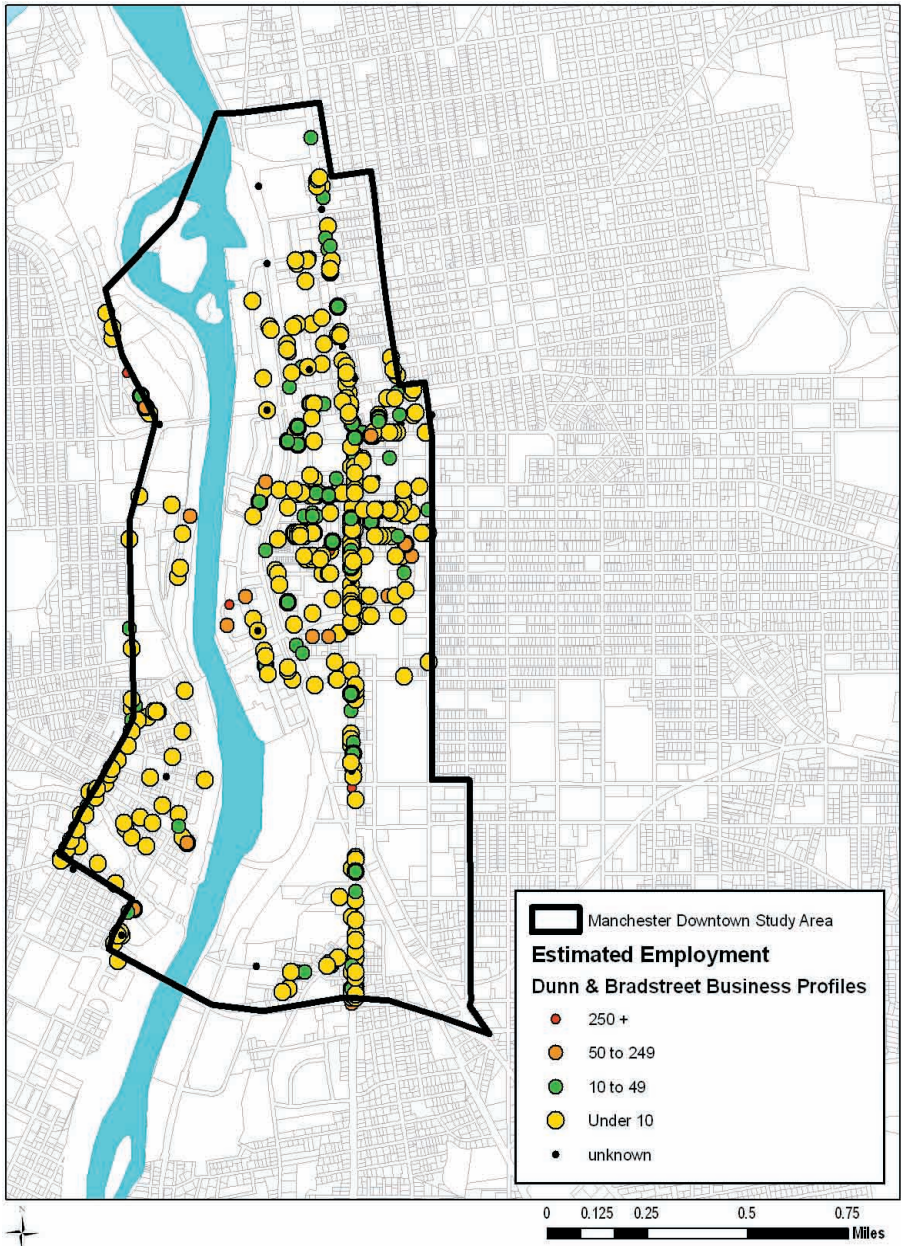 Manchester Downtown Study Area
Estimated Employment
Dunn & Bradstreet Business Profiles
250 +
50 to 249
10 to 49
Under 10
unknown
N
0 0.125 0.25 0.5 0.75
Miles